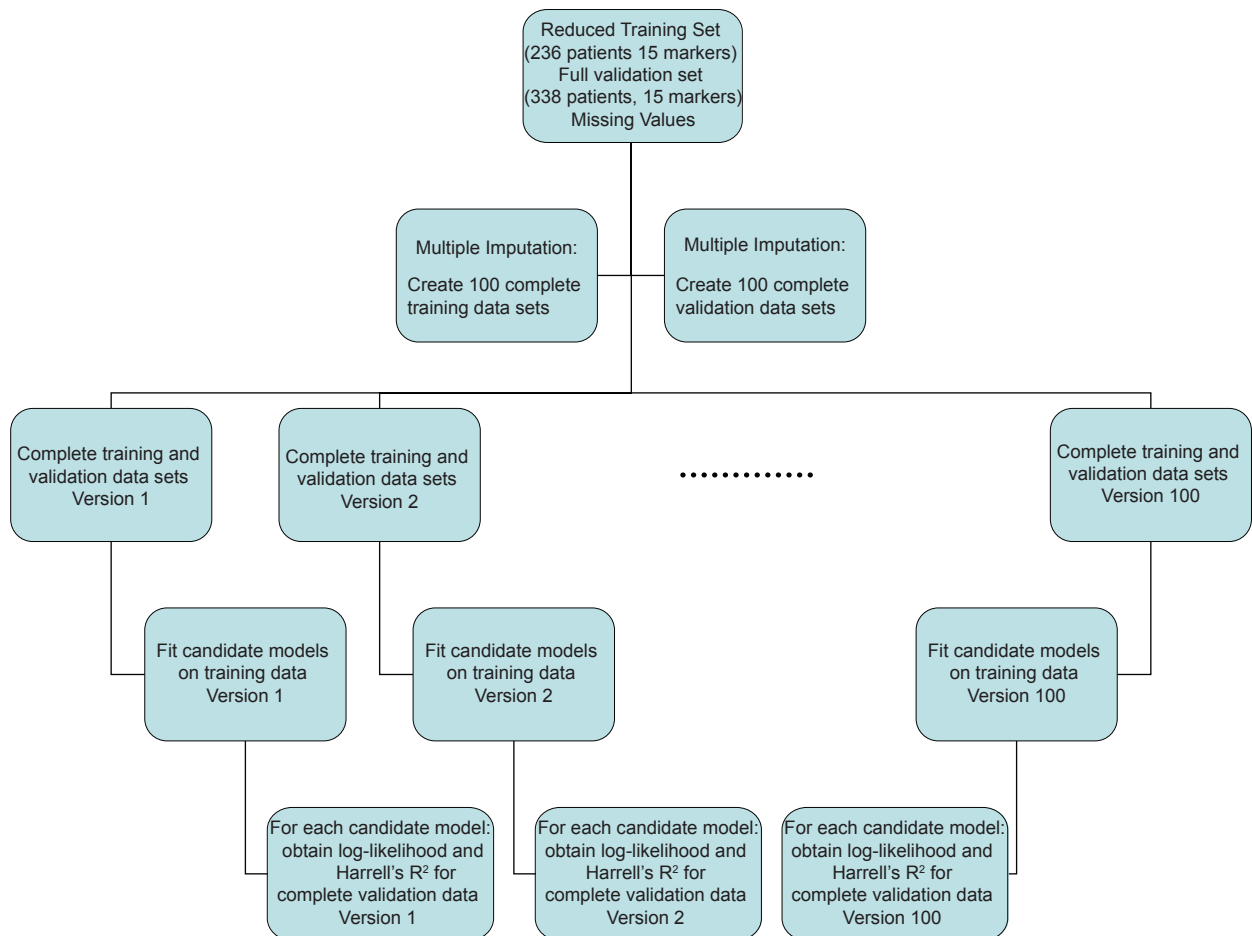 Reduced Training Set
(236 patients 15 markers)
Full validation set
(338 patients, 15 markers)
Missing Values
Multiple Imputation:
Create 100 complete
training data sets
Multiple Imputation:
Create 100 complete
validation data sets
Complete training and
validation data sets
Version 1
Complete training and
validation data sets
Version 2
.............
Complete training and
validation data sets
Version 100
Fit candidate models
on training data
Version 1
Fit candidate models
on training data
Version 2
Fit candidate models
on training data
Version 100
For each candidate model:
obtain log-likelihood and
Harrell's R² for
complete validation data
Version 1
For each candidate model:
obtain log-likelihood and
Harrell's R² for
complete validation data
Version 2
For each candidate model:
obtain log-likelihood and
Harrell's R² for
complete validation data
Version 100